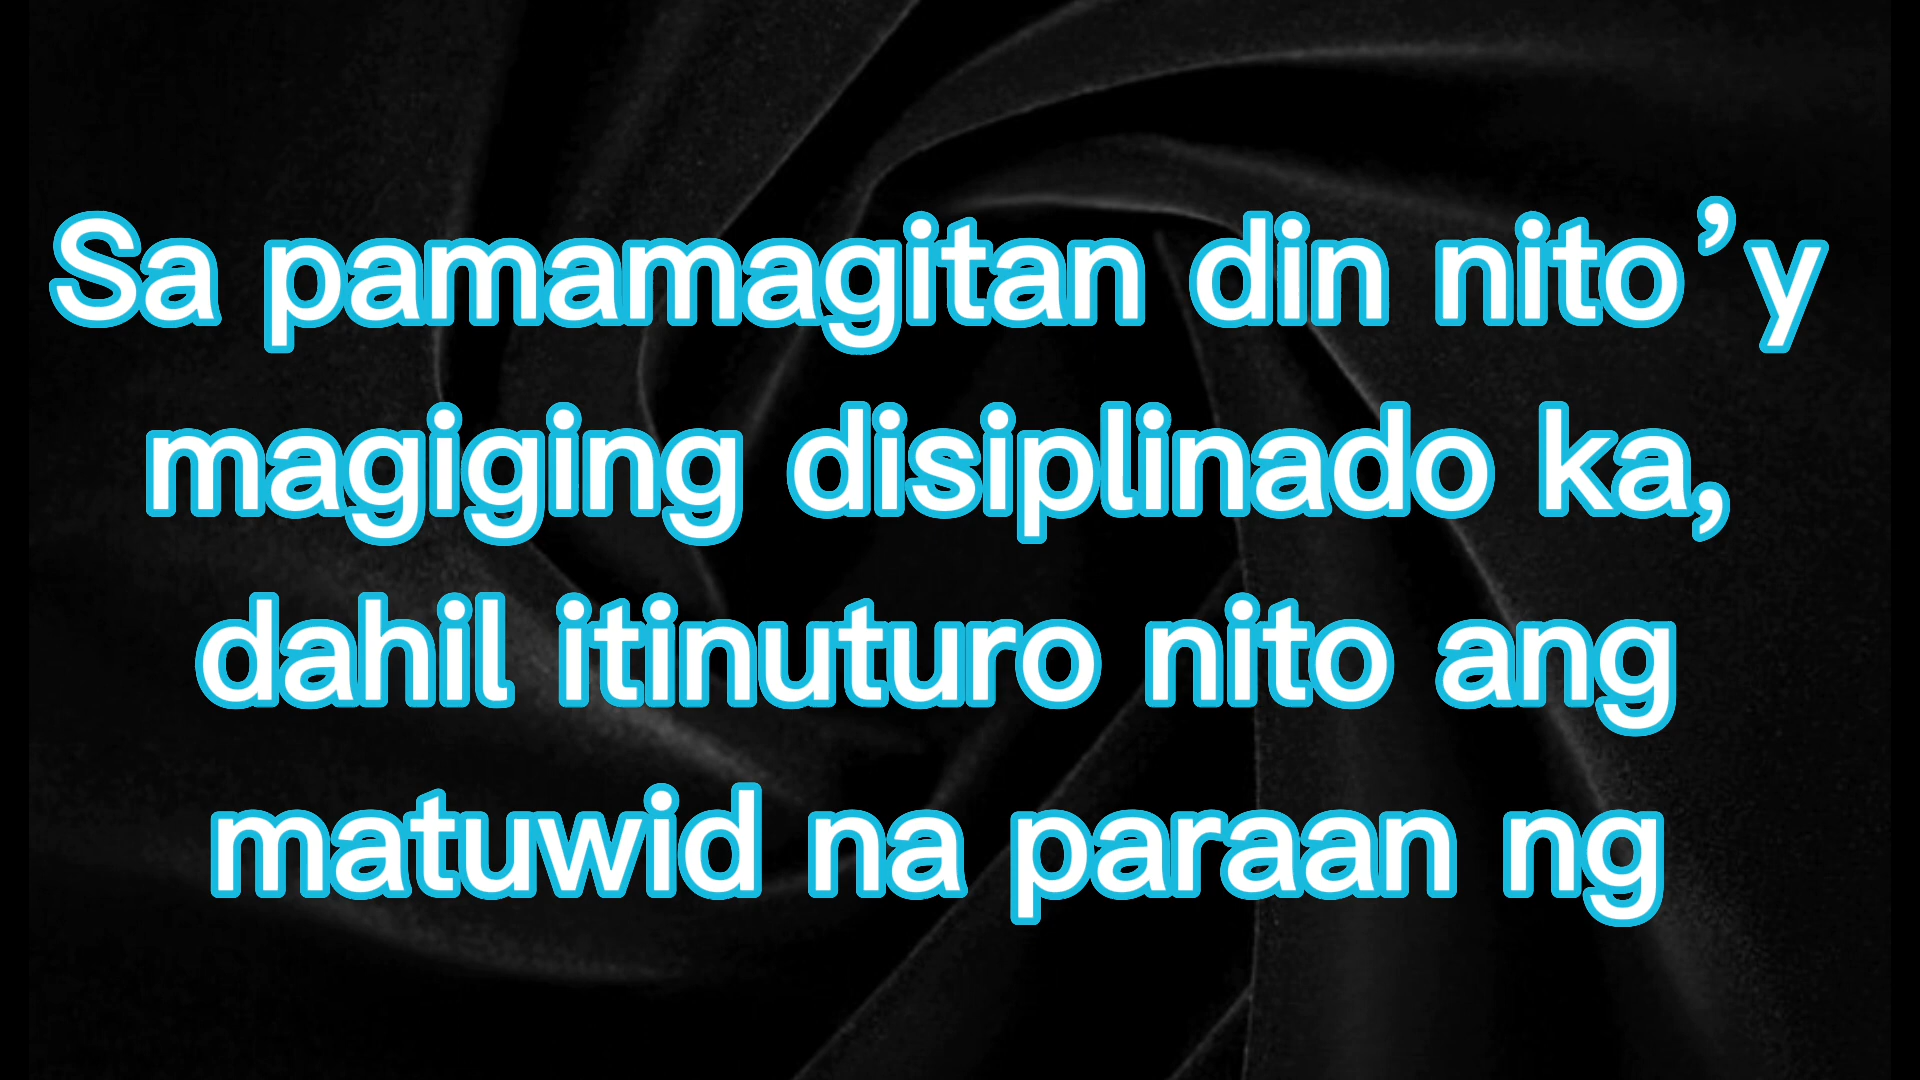 Sa pamamagitan din nito’y
magiging disiplinado ka,
dahil itinuturo nito ang
matuwid na paraan ng